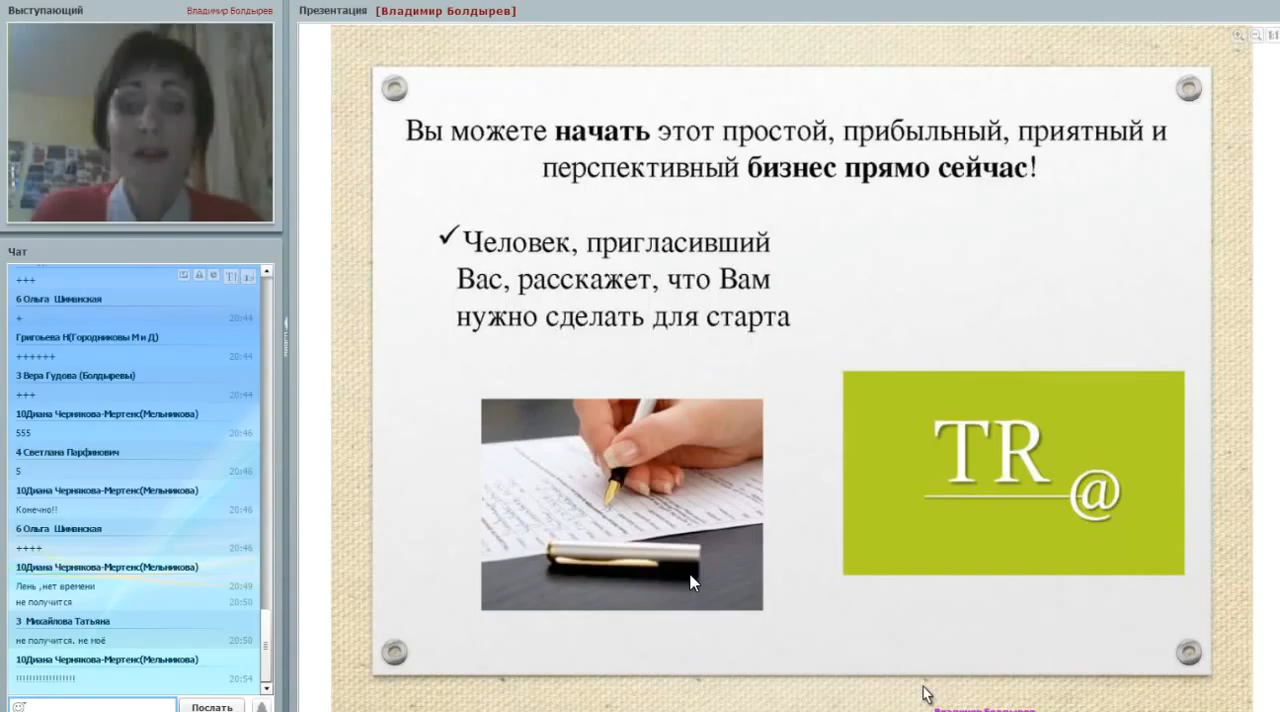 Выступающий
Владимир Болдырев
Презентация [Владимир Болдырев]
Чат
+++
6 Ольга Шиманская
+ 20:44
Григоьева Н(Городниковы М и Д)
++++++ 20:44
3 Вера Гудова (Болдыревы)
+++ 20:44
10Диана Чернякова-Мертенс(Мельникова)
555 20:46
4 Светлана Парфинович
5 20:46
10Диана Чернякова-Мертенс(Мельникова)
Конечно!! 20:46
6 Ольга Шиманская
++++ 20:46
10Диана Чернякова-Мертенс(Мельникова)
Лень ,нет времени 20:49
не получится 20:50
3 Михайлова Татьяна
не получится. не моё 20:50
10Диана Чернякова-Мертенс(Мельникова)
!!!!!!!!!!!!!!!!!! 20:54
Послать
Вы можете начать этот простой, прибыльный, приятный и
перспективный бизнес прямо сейчас!
Человек, пригласивший
Вас, расскажет, что Вам
нужно сделать для старта
TR
@